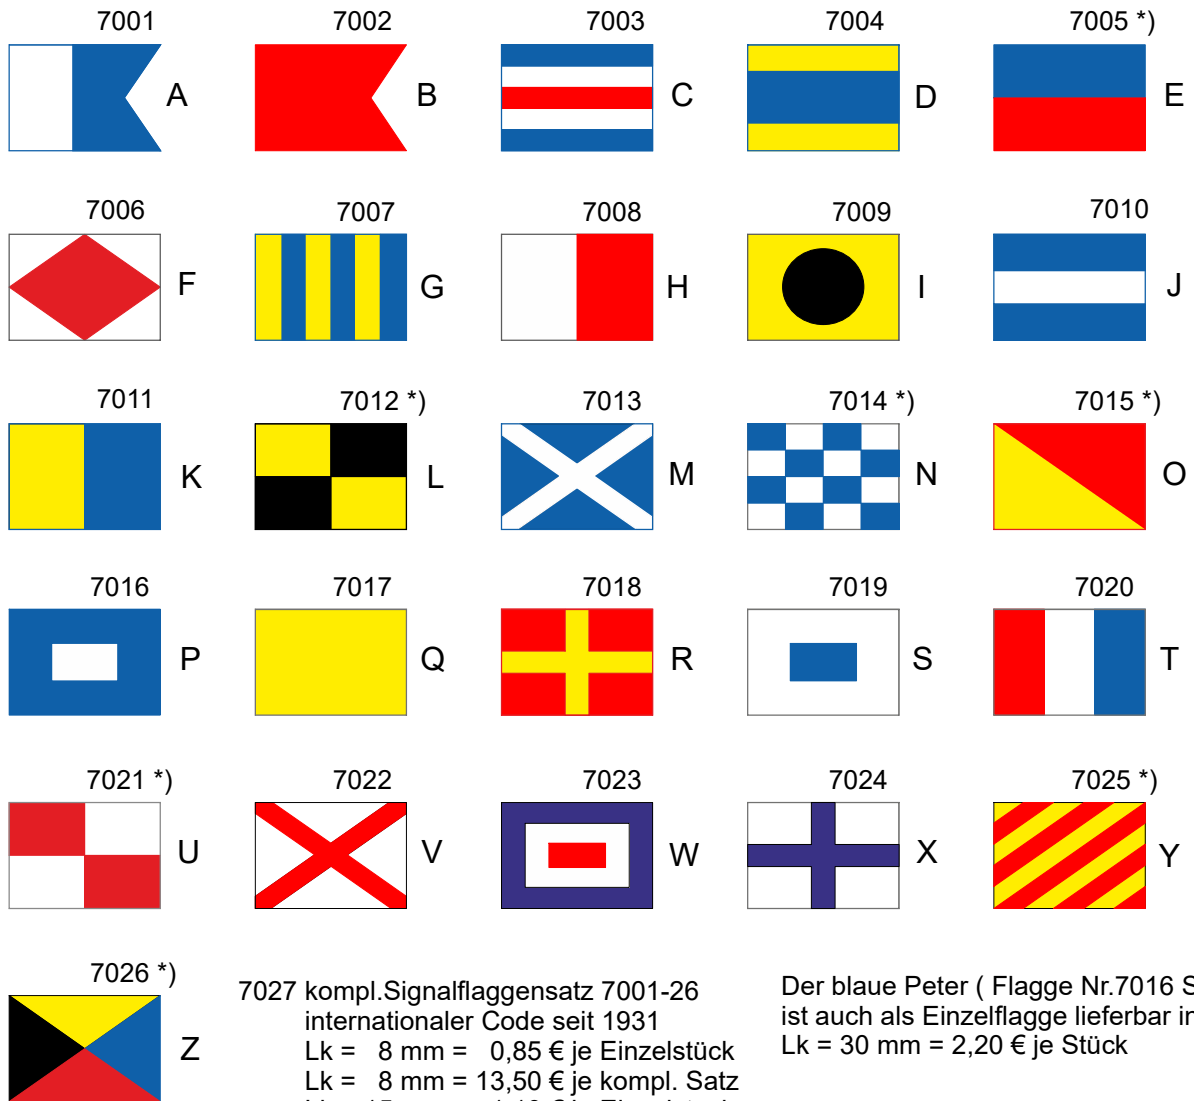 7001 7002 7003 7004 7005 *)
A B C D E
7006 7007 7008 7009 7010
F G H I J
7011 7012 *) 7013 7014 *) 7015 *)
K L M N O
7016 7017 7018 7019 7020
P Q R S T
7021 *) 7022 7023 7024 7025 *)
U V W X Y
7026 *)
Z
7027 kompl.Signalflaggensatz 7001-26
internationaler Code seit 1931
Lk = 8 mm = 0,85 € je Einzelstück
Lk = 8 mm = 13,50 € je kompl. Satz
Der blaue Peter ( Flagge Nr.7016 S
ist auch als Einzelflagge lieferbar in
Lk = 30 mm = 2,20 € je Stück